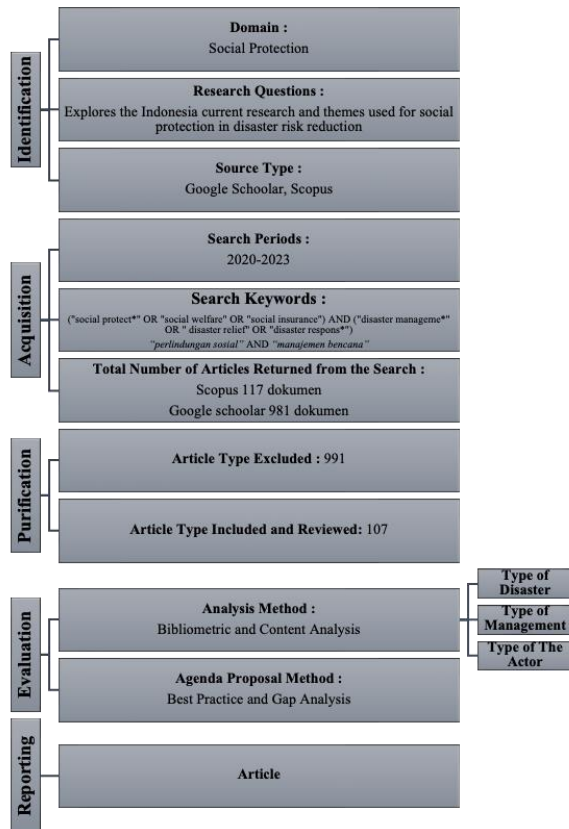 Identification
Domain :
Social Protection
Research Questions :
Explores the Indonesia current research and themes used for social
protection in disaster risk reduction
Source Type :
Google Schoolar, Scopus
Acquisition
Search Periods :
2020-2023
Search Keywords :
("social protect*" OR "social welfare" OR "social insurance") AND ("disaster manageme*"
OR " disaster relief" OR "disaster respons*")
"perlindungan sosial" AND "manajemen bencana"
Total Number of Articles Returned from the Search :
Scopus 117 dokumen
Google schoolar 981 dokumen
Purification
Article Type Excluded : 991
Article Type Included and Reviewed: 107
Evaluation
Analysis Method :
Bibliometric and Content Analysis
Type of
Disaster
Type of
Management
Type of The
Actor
Agenda Proposal Method :
Best Practice and Gap Analysis
Reporting
Article